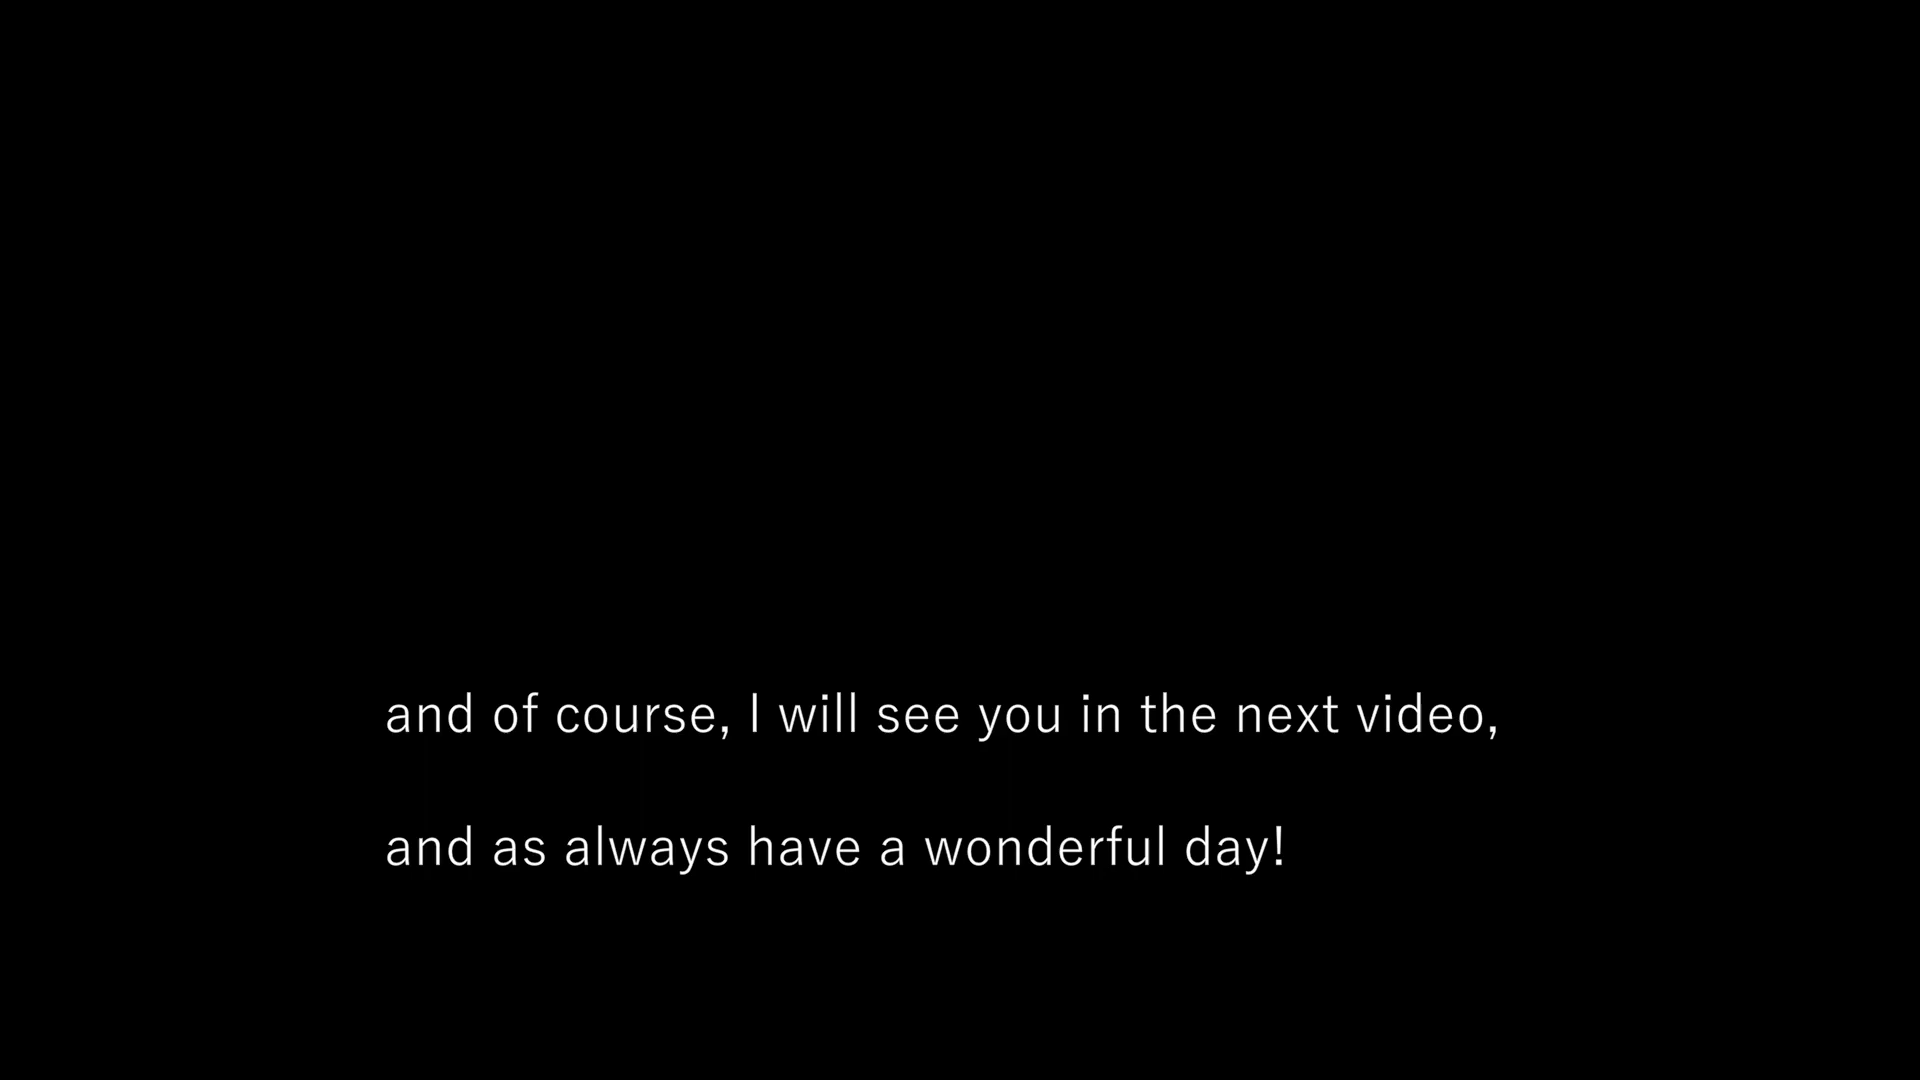 and of course, I will see you in the next video,
and as always have a wonderful day!